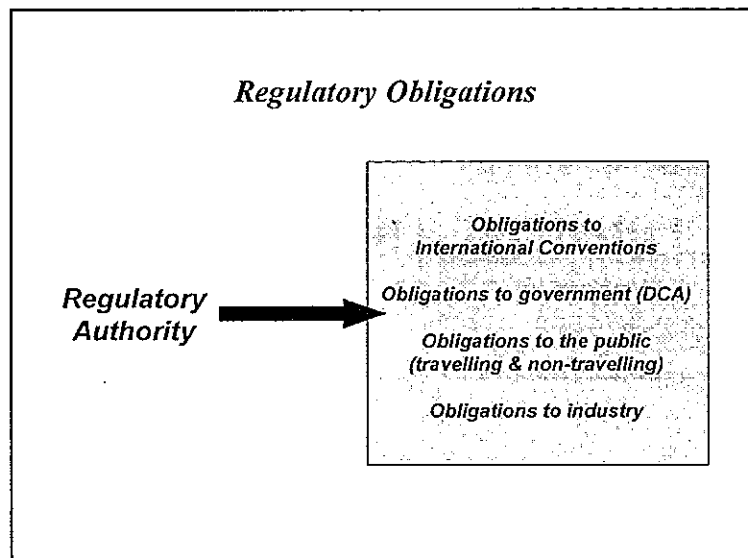 Regulatory Obligations
Regulatory
Authority
Obligations to
International Conventions
Obligations to government (DCA)
Obligations to the public
(travelling & non-travelling)
Obligations to industry